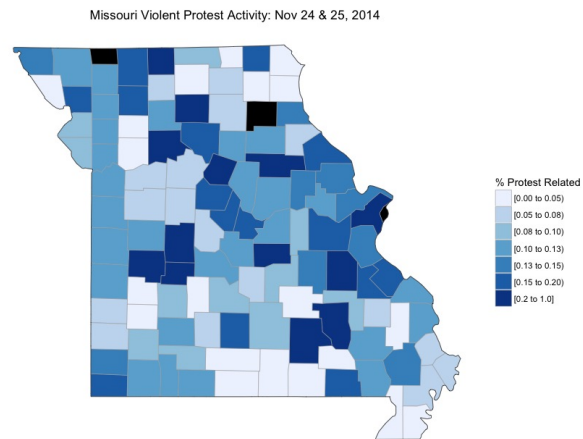 Missouri Violent Protest Activity: Nov 24 & 25, 2014
% Protest Related
[0.00 to 0.05)
[0.05 to 0.08)
[0.08 to 0.10)
[0.10 to 0.13)
[0.13 to 0.15)
[0.15 to 0.20)
[0.2 to 1.0]